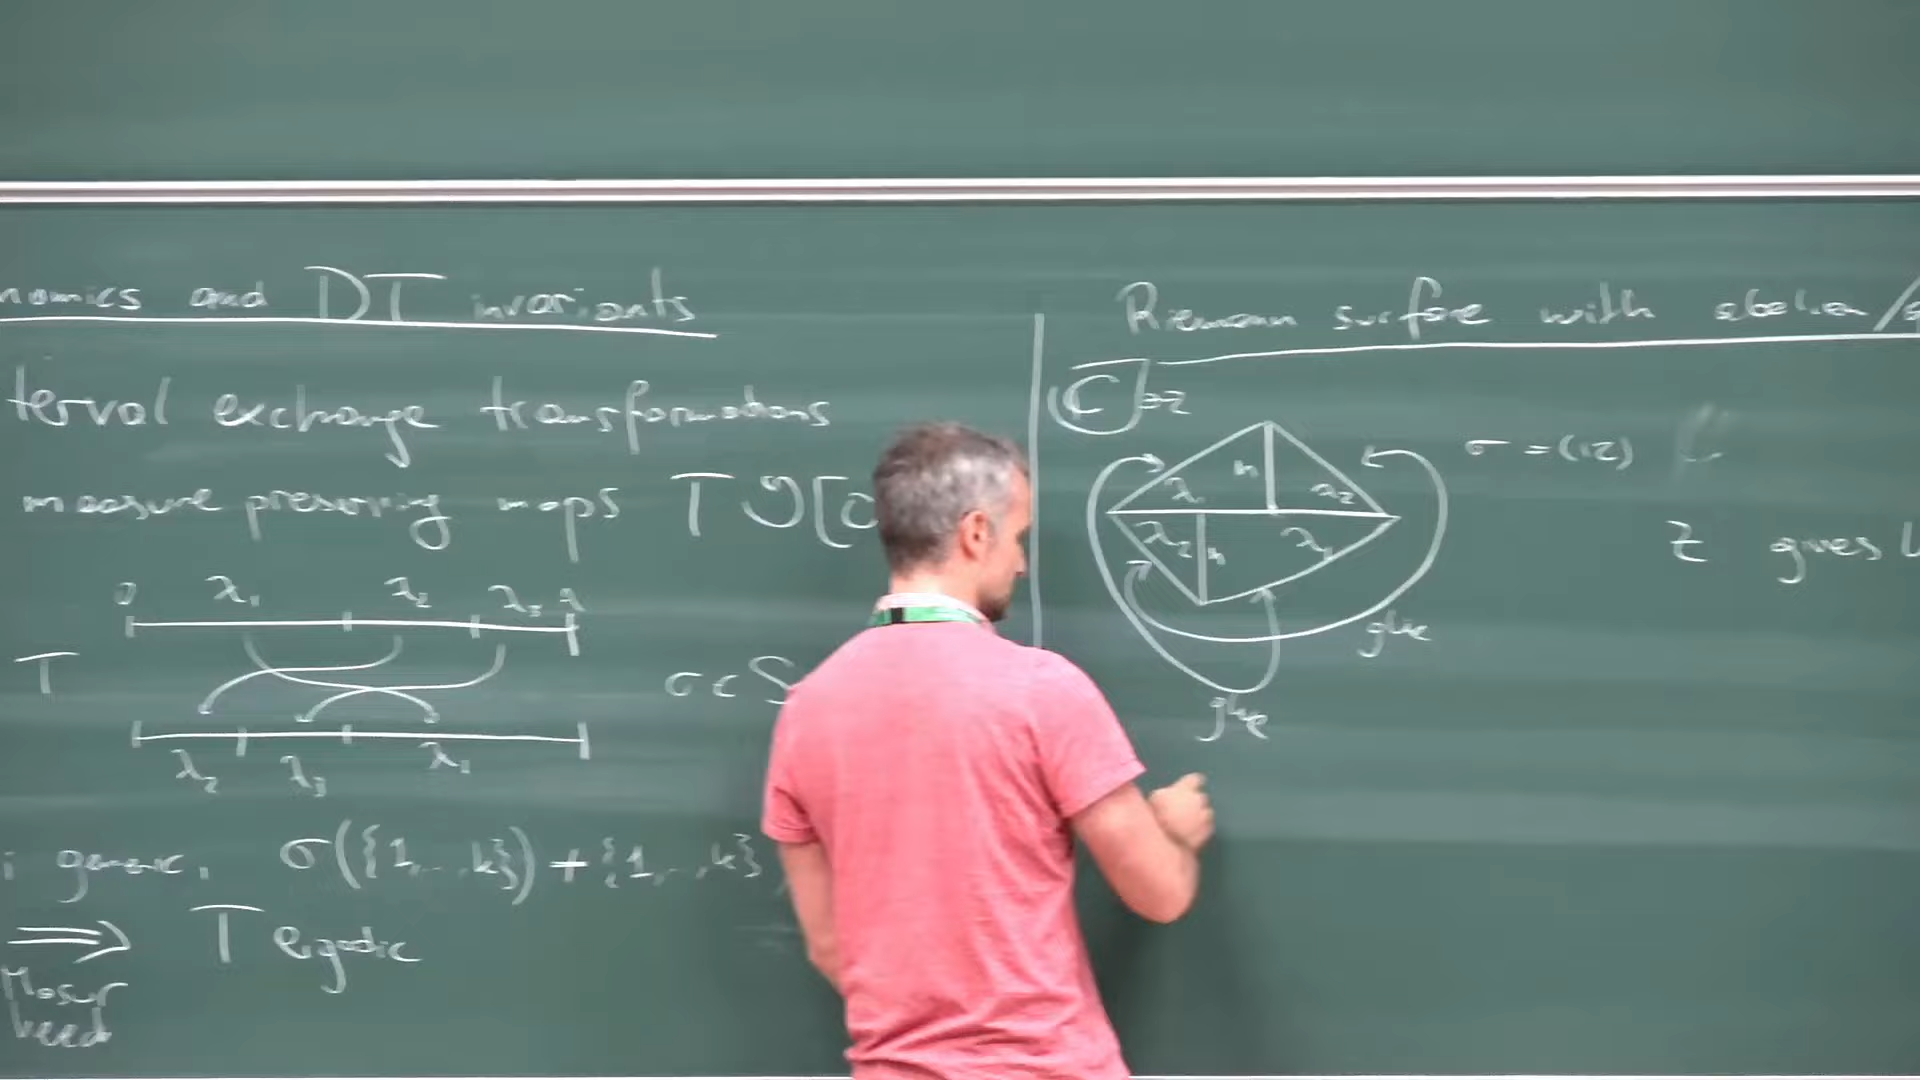 nomics and DT invariants
terval exchange transformations
measure preserving maps T [0
0 λ₁ λ₂ λ₃ 1
T σ ∈ S
λ₂ λ₃ λ₁
i generic, σ({1,..,k}) ≠ {1,..,k}
⟹ T ergodic
Masur
Veech
Riemann surface with abelian/
ℂ ∋ z
σ = (12)
λ₁ h λ₂
λ₂ h λ₁
z gives
glue
glue